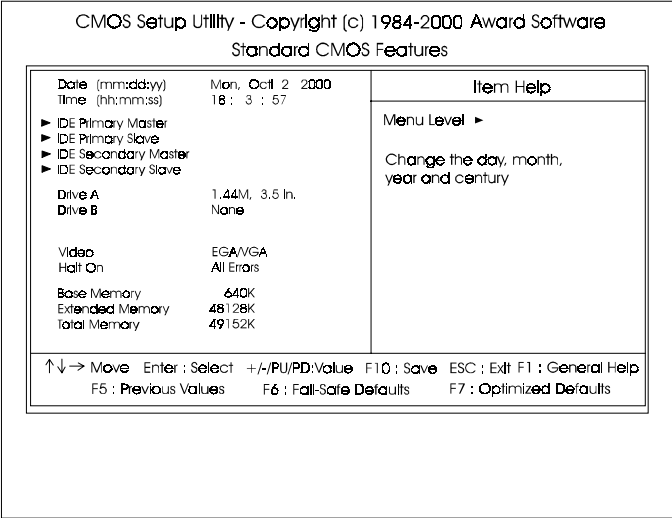 CMOS Setup Utility - Copyright (c) 1984-2000 Award Software
Standard CMOS Features
Date (mm:dd:yy) Mon, Octl 2 2000
Time (hh:mm:ss) 16 : 3 : 57
► IDE Primary Master
► IDE Primary Slave
► IDE Secondary Master
► IDE Secondary Slave
Drive A 1.44M, 3.5 In.
Drive B None
Video EGA/VGA
Halt On All Errors
Base Memory 640K
Extended Memory 48128K
Total Memory 49152K
Item Help
Menu Level ►
Change the day, month,
year and century
↑↓→ Move Enter : Select +/-/PU/PD:Value F10 : Save ESC : Exit F1 : General Help
F5 : Previous Values F6 : Fail-Safe Defaults F7 : Optimized Defaults